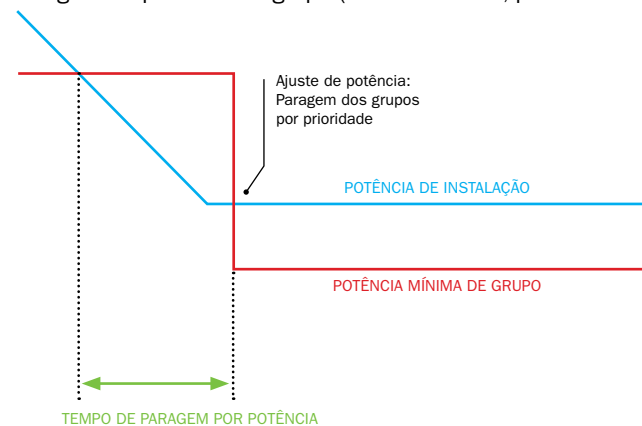 Ajuste de potência:
Paragem dos grupos
por prioridade
POTÊNCIA DE INSTALAÇÃO
POTÊNCIA MÍNIMA DE GRUPO
TEMPO DE PARAGEM POR POTÊNCIA